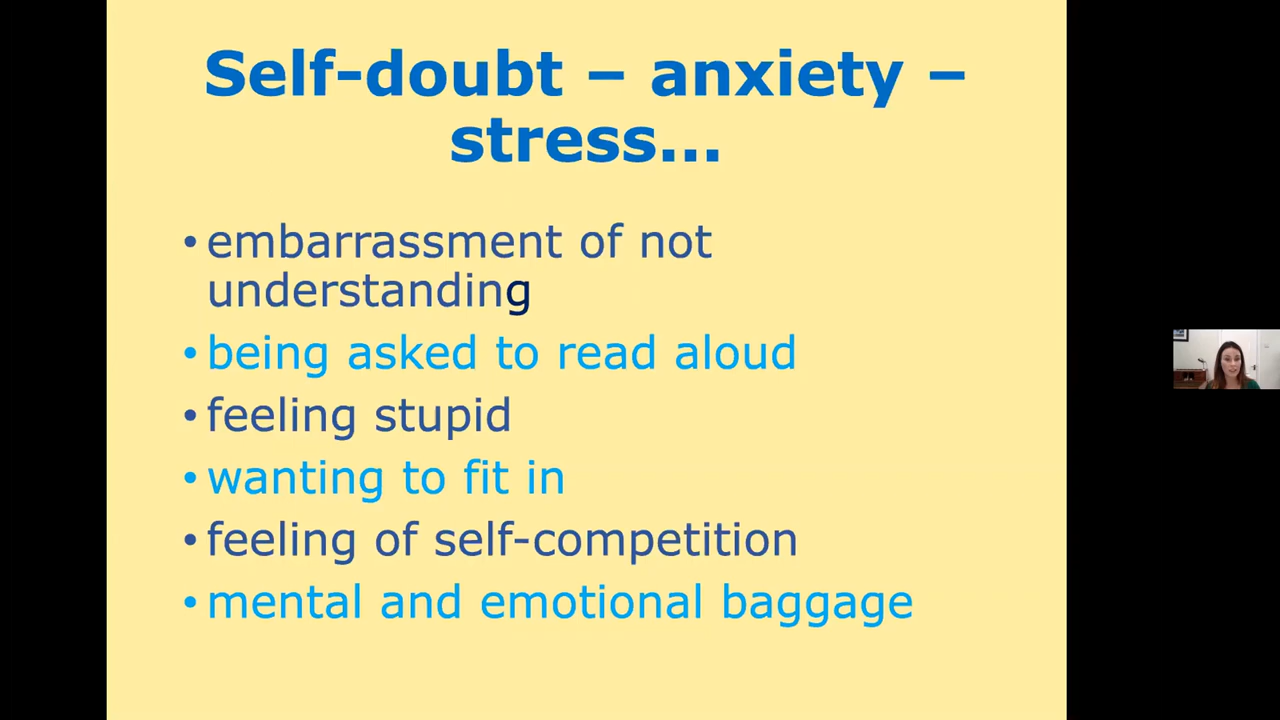 Self-doubt – anxiety –
stress...
• embarrassment of not
understanding
• being asked to read aloud
• feeling stupid
• wanting to fit in
• feeling of self-competition
• mental and emotional baggage